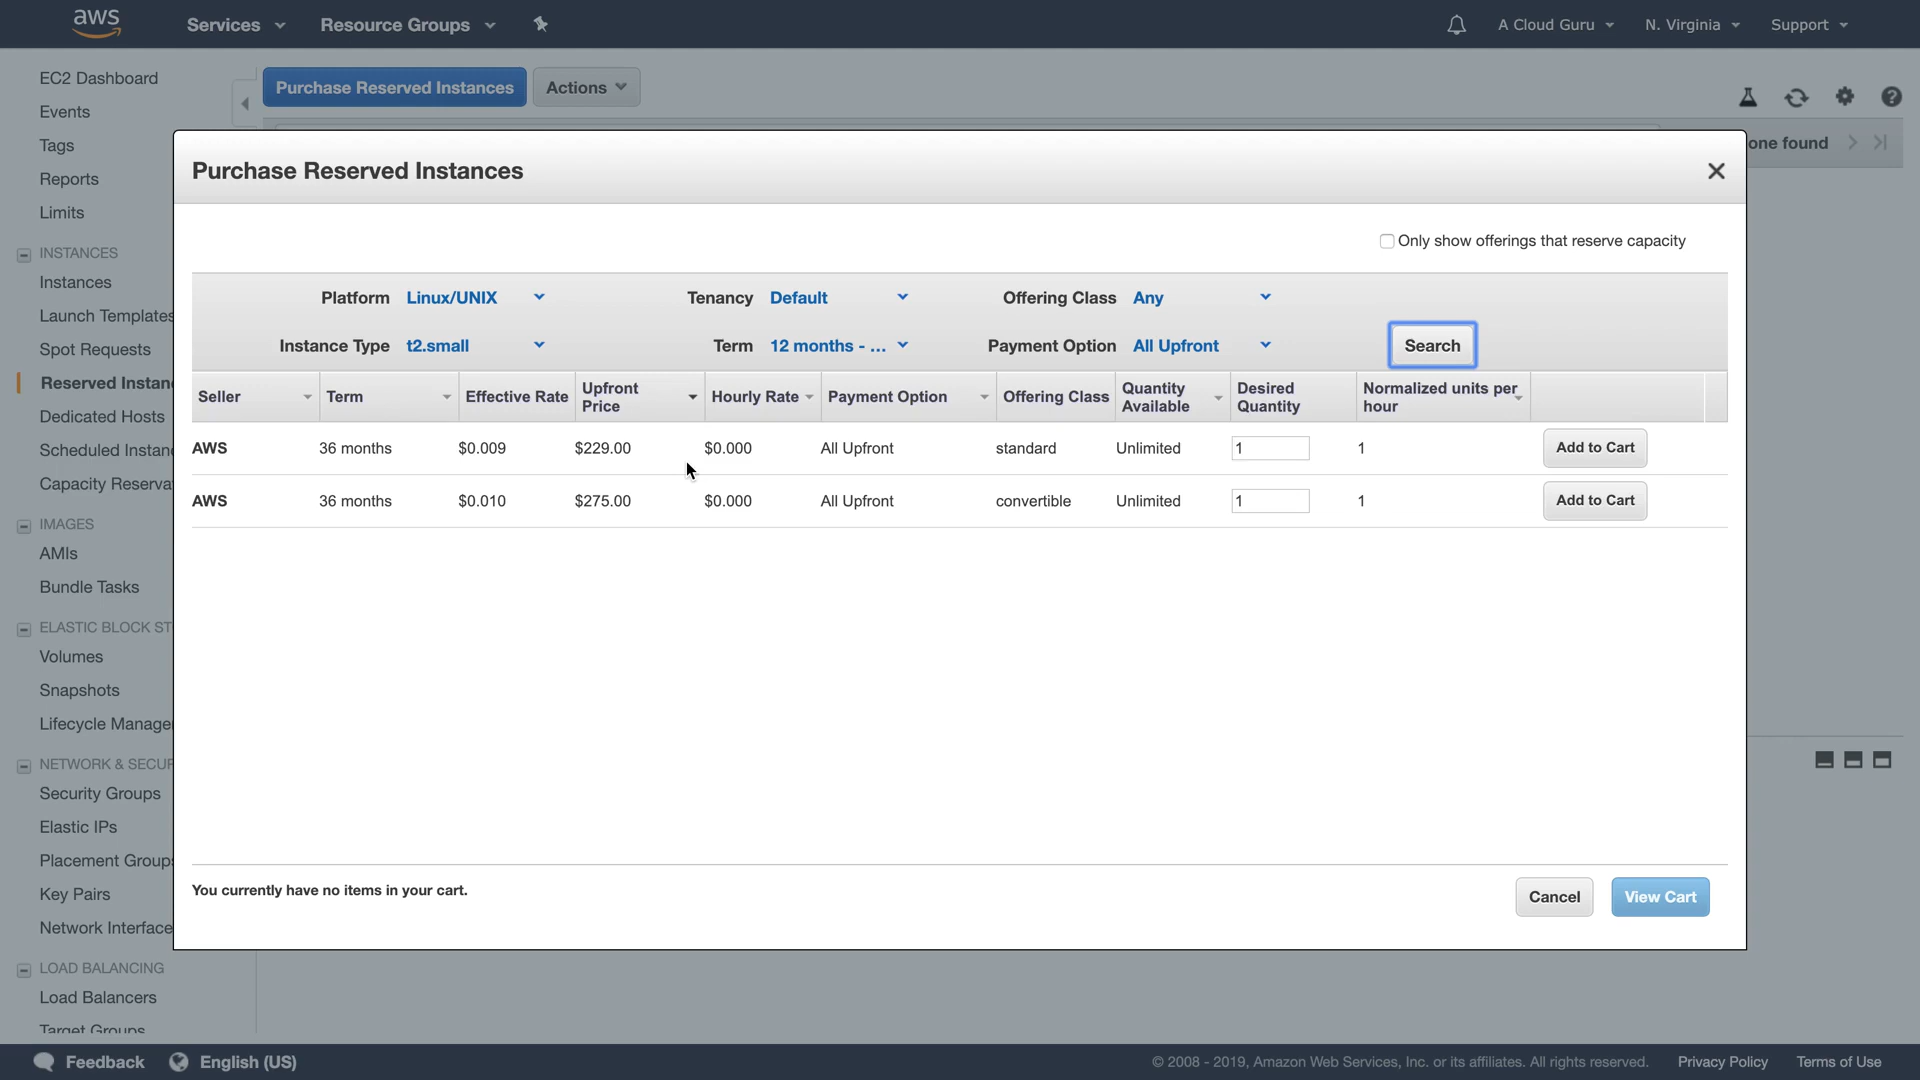 aws Services Resource Groups A Cloud Guru N. Virginia Support
EC2 Dashboard
Events
Tags
Reports
Limits
INSTANCES
Instances
Launch Templates
Spot Requests
Reserved Instan
Dedicated Hosts
Scheduled Instan
Capacity Reserva
IMAGES
AMIs
Bundle Tasks
ELASTIC BLOCK ST
Volumes
Snapshots
Lifecycle Manage
NETWORK & SECUR
Security Groups
Elastic IPs
Placement Groups
Key Pairs
Network Interface
LOAD BALANCING
Load Balancers
Target Groups
Purchase Reserved Instances Actions
one found
Purchase Reserved Instances
Only show offerings that reserve capacity
Platform Linux/UNIX Tenancy Default Offering Class Any
Instance Type t2.small Term 12 months - ... Payment Option All Upfront Search
Seller Term Effective Rate Upfront Price Hourly Rate Payment Option Offering Class Quantity Available Desired Quantity Normalized units per hour
AWS 36 months $0.009 $229.00 $0.000 All Upfront standard Unlimited 1 1 Add to Cart
AWS 36 months $0.010 $275.00 $0.000 All Upfront convertible Unlimited 1 1 Add to Cart
You currently have no items in your cart. Cancel View Cart
Feedback English (US) © 2008 - 2019, Amazon Web Services, Inc. or its affiliates. All rights reserved. Privacy Policy Terms of Use